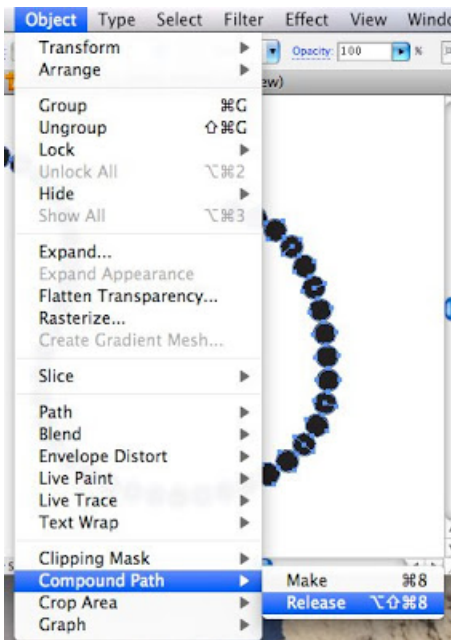 Object Type Select Filter Effect View Windo
Opacity: 100 %
Transform
Arrange
ew)
Group ⌘G
Ungroup ⇧⌘G
Lock
Unlock All ⌥⌘2
Hide
Show All ⌥⌘3
Expand...
Expand Appearance
Flatten Transparency...
Rasterize...
Create Gradient Mesh...
Slice
Path
Blend
Envelope Distort
Live Paint
Live Trace
Text Wrap
Clipping Mask
Compound Path
Make ⌘8
Release ⌥⇧⌘8
Crop Area
Graph